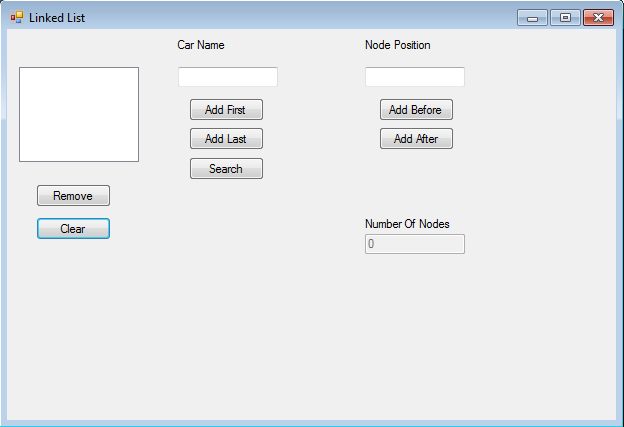 Linked List
Car Name
Node Position
Add First
Add Before
Add Last
Add After
Search
Remove
Clear
Number Of Nodes
0